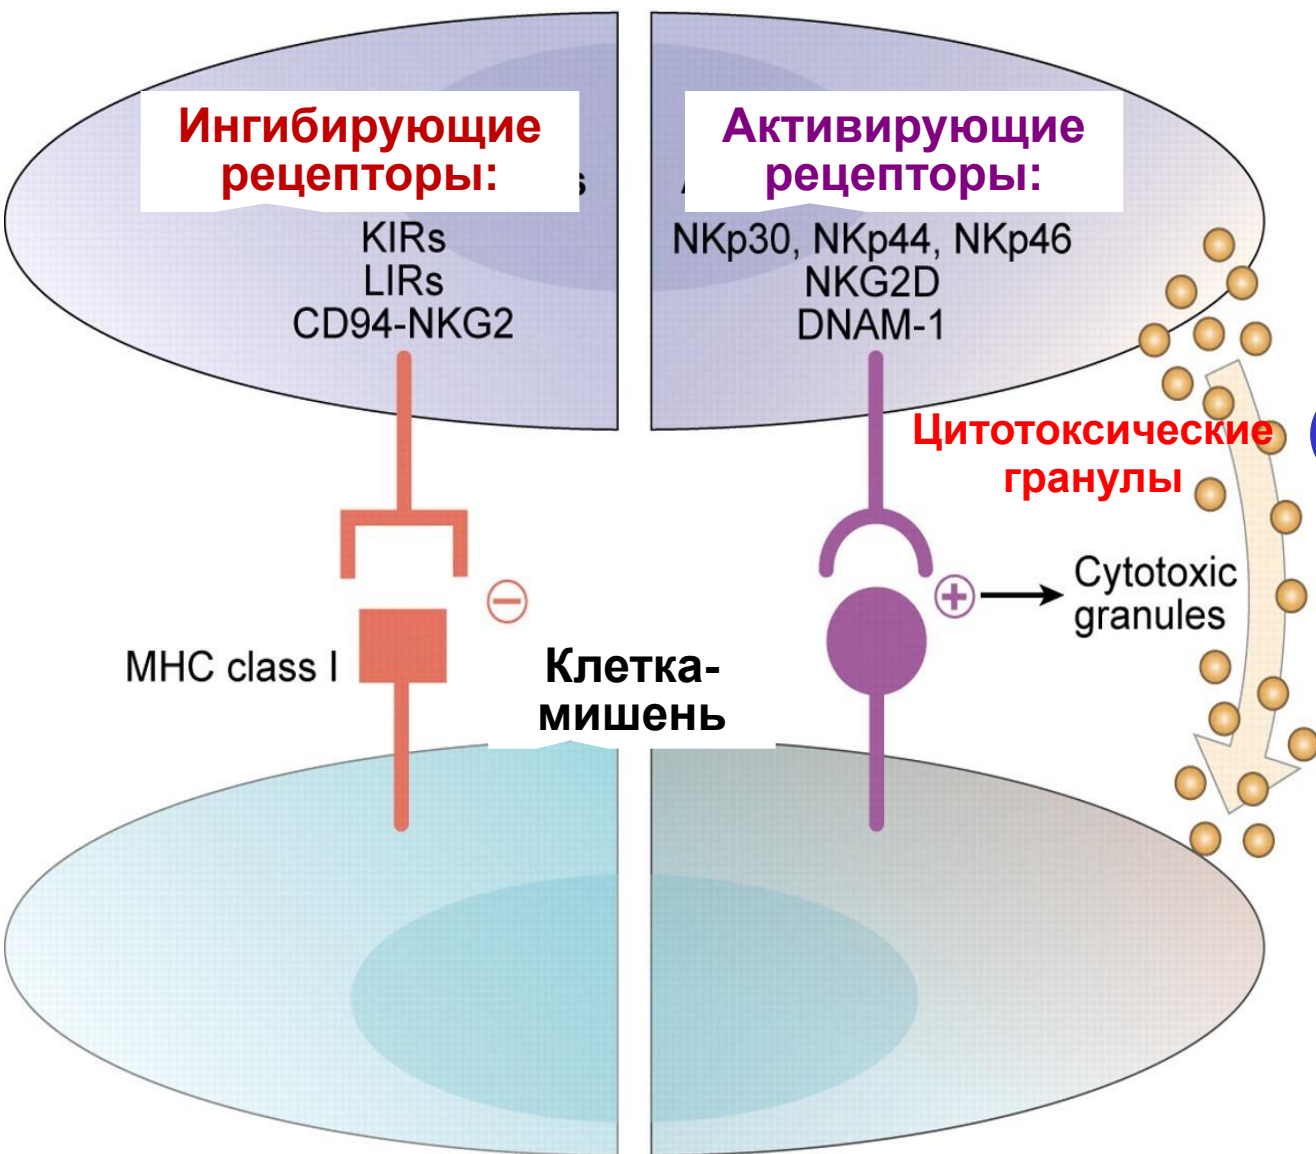 Ингибирующие
рецепторы:
KIRs
LIRs
CD94-NKG2
Активирующие
рецепторы:
NKp30, NKp44, NKp46
NKG2D
DNAM-1
Цитотоксические
гранулы
Cytotoxic
granules
MHC class I
Клетка-
мишень